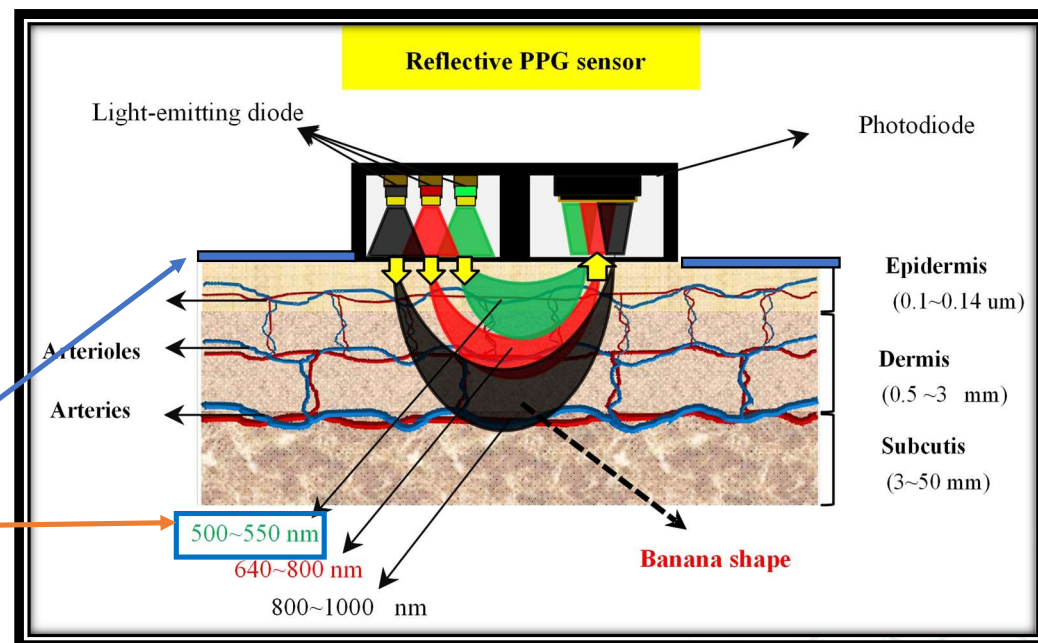 Reflective PPG sensor
Light-emitting diode
Photodiode
Epidermis
(0.1~0.14 um)
Arterioles
Dermis
(0.5 ~3 mm)
Arteries
Subcutis
(3~50 mm)
500~550 nm
640~800 nm
800~1000 nm
Banana shape